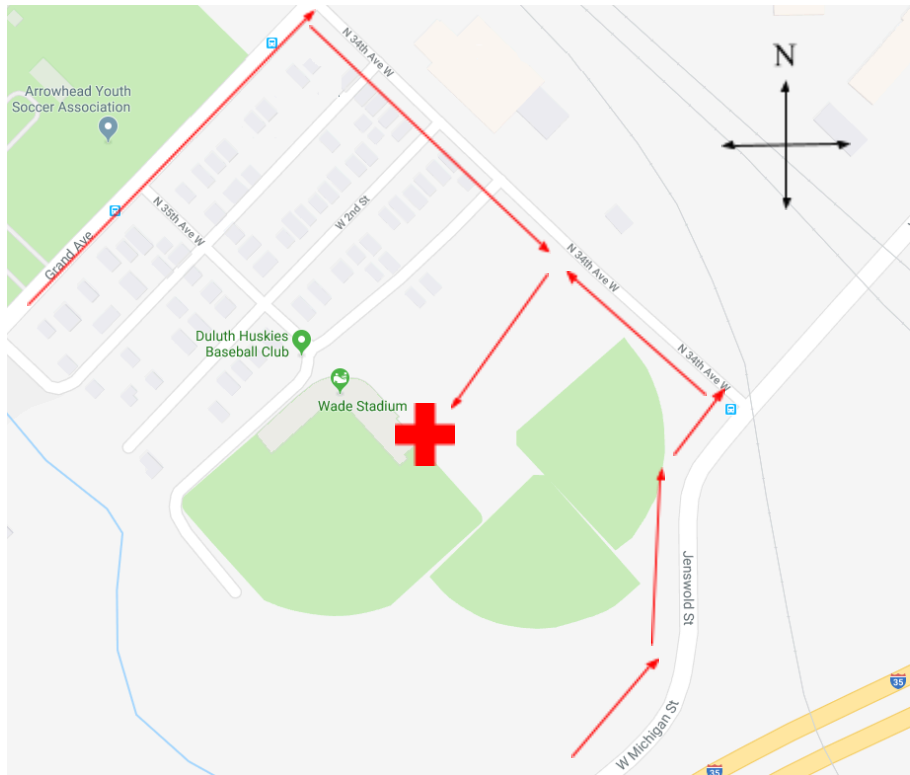 N 34th Ave W
N
Arrowhead Youth
Soccer Association
N 35th Ave W
W 2nd St
Grand Ave
N 34th Ave W
Duluth Huskies
Baseball Club
N 34th Ave W
Wade Stadium
Jenswold St
35
W Michigan St
35